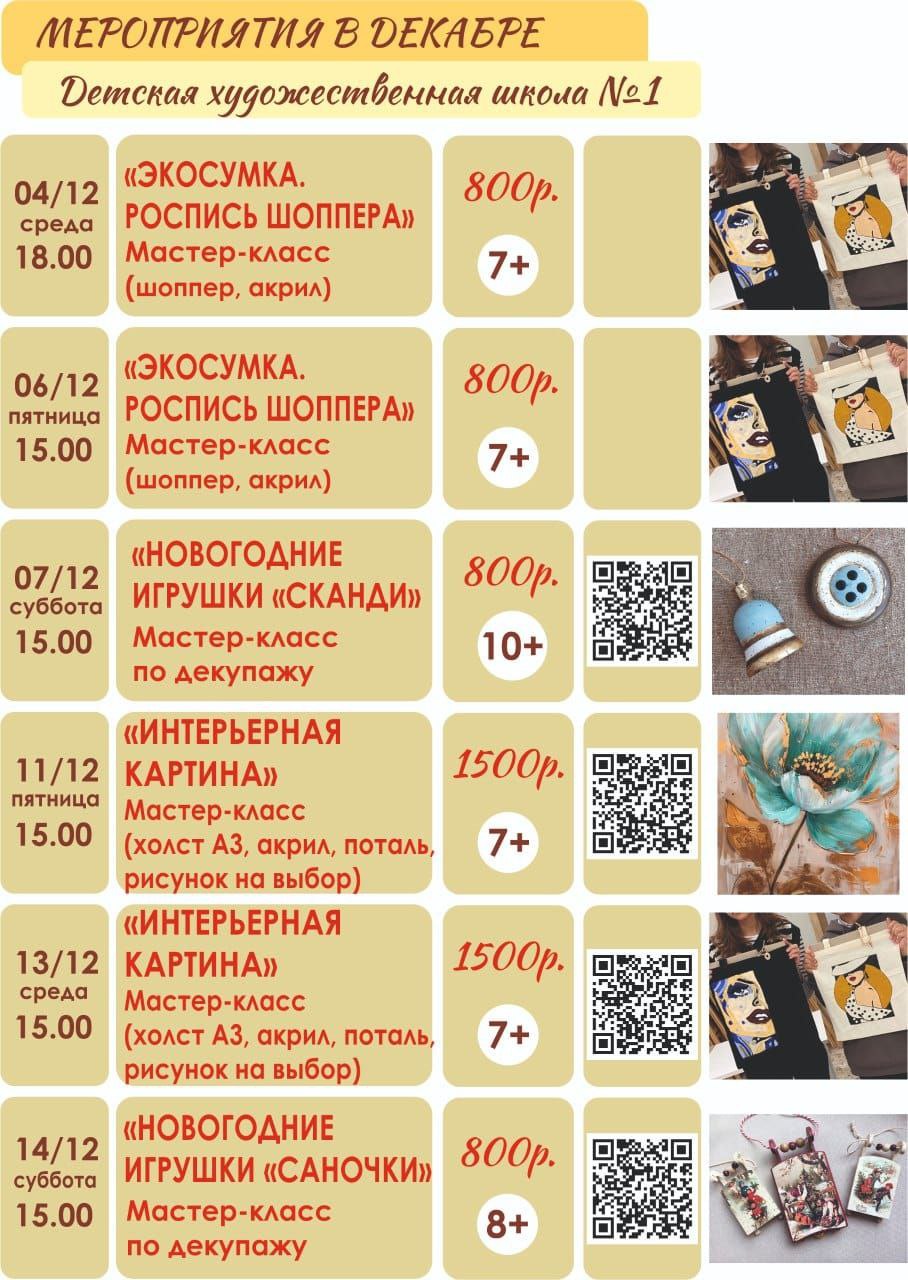 МЕРОПРИЯТИЯ В ДЕКАБРЕ
Детская художественная школа №1
04/12
среда
18.00
«ЭКОСУМКА.
РОСПИСЬ ШОППЕРА»
Мастер-класс
(шоппер, акрил)
800р.
7+
06/12
пятница
15.00
«ЭКОСУМКА.
РОСПИСЬ ШОППЕРА»
Мастер-класс
(шоппер, акрил)
800р.
7+
07/12
суббота
15.00
«НОВОГОДНИЕ
ИГРУШКИ «СКАНДИ»
Мастер-класс
по декупажу
800р.
10+
11/12
пятница
15.00
«ИНТЕРЬЕРНАЯ
КАРТИНА»
Мастер-класс
(холст А3, акрил, поталь,
рисунок на выбор)
1500р.
7+
13/12
среда
15.00
«ИНТЕРЬЕРНАЯ
КАРТИНА»
Мастер-класс
(холст А3, акрил, поталь,
рисунок на выбор)
1500р.
7+
14/12
суббота
15.00
«НОВОГОДНИЕ
ИГРУШКИ «САНОЧКИ»
Мастер-класс
по декупажу
800р.
8+